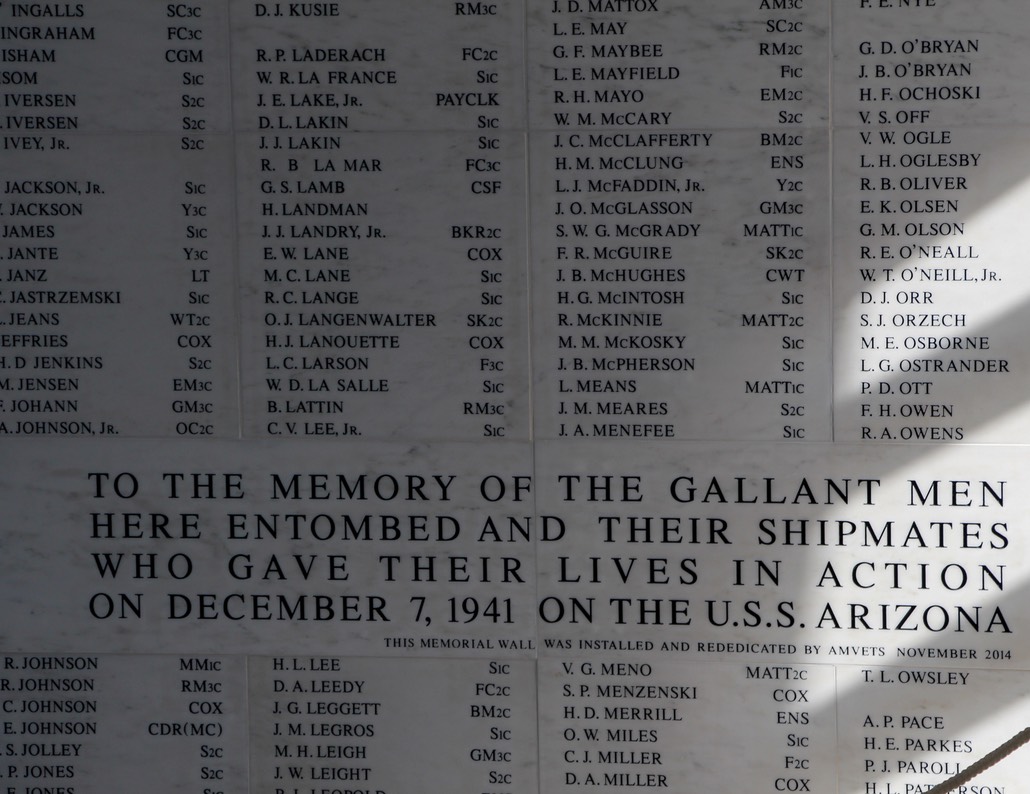 INGALLS SC3C
INGRAHAM FC3C
ISHAM CGM
SOM S1C
IVERSEN S2C
IVERSEN S2C
IVEY, JR. S2C
JACKSON, JR. S1C
JACKSON Y3C
JAMES S1C
JANTE Y3C
JANZ LT
JASTRZEMSKI S1C
JEANS WT2C
EFFRIES COX
H.D JENKINS S2C
M. JENSEN EM3C
F. JOHANN GM3C
A. JOHNSON, JR. OC2C
D. J. KUSIE RM3C
R. P. LADERACH FC2C
W. R. LA FRANCE S1C
J. E. LAKE, JR. PAYCLK
D. L. LAKIN S1C
J. J. LAKIN S1C
R. B LA MAR FC3C
G. S. LAMB CSF
H. LANDMAN
J. J. LANDRY, JR. BKR2C
E. W. LANE COX
M. C. LANE S1C
R. C. LANGE S1C
O. J. LANGENWALTER SK2C
H. J. LANOUETTE COX
L. C. LARSON F3C
W. D. LA SALLE S1C
B. LATTIN RM3C
C. V. LEE, JR. S1C
J. D. MATTOX AM3C
L. E. MAY SC2C
G. F. MAYBEE RM2C
L. E. MAYFIELD F1C
R. H. MAYO EM2C
W. M. McCARY S2C
J. C. McCLAFFERTY BM2C
H. M. McCLUNG ENS
L. J. McFADDIN, JR. Y2C
J. O. McGLASSON GM3C
S. W. G. McGRADY MATT1C
F. R. McGUIRE SK2C
J. B. McHUGHES CWT
H. G. McINTOSH S1C
R. McKINNIE MATT2C
M. M. McKOSKY S1C
J. B. McPHERSON S1C
L. MEANS MATT1C
J. M. MEARES S2C
J. A. MENEFEE S1C
F. E. NYE
G. D. O'BRYAN
J. B. O'BRYAN
H. F. OCHOSKI
V. S. OFF
V. W. OGLE
L. H. OGLESBY
R. B. OLIVER
E. K. OLSEN
G. M. OLSON
R. E. O'NEALL
W. T. O'NEILL, JR.
D. J. ORR
S. J. ORZECH
M. E. OSBORNE
L. G. OSTRANDER
P. D. OTT
F. H. OWEN
R. A. OWENS
TO THE MEMORY OF THE GALLANT MEN
HERE ENTOMBED AND THEIR SHIPMATES
WHO GAVE THEIR LIVES IN ACTION
ON DECEMBER 7, 1941 ON THE U.S.S. ARIZONA
THIS MEMORIAL WALL WAS INSTALLED AND REDEDICATED BY AMVETS NOVEMBER 2014
R. JOHNSON MM1C
R. JOHNSON RM3C
C. JOHNSON COX
E. JOHNSON CDR(MC)
S. JOLLEY S2C
P. JONES S2C
E. JONES S1C
H. L. LEE S1C
D. A. LEEDY FC2C
J. G. LEGGETT BM2C
J. M. LEGROS S1C
M. H. LEIGH GM3C
J. W. LEIGHT S2C
V. G. MENO MATT2C
S. P. MENZENSKI COX
H. D. MERRILL ENS
O. W. MILES S1C
C. J. MILLER F2C
D. A. MILLER COX
T. L. OWSLEY
A. P. PACE
H. E. PARKES
P. J. PAROLI
H. L. PATTERSON